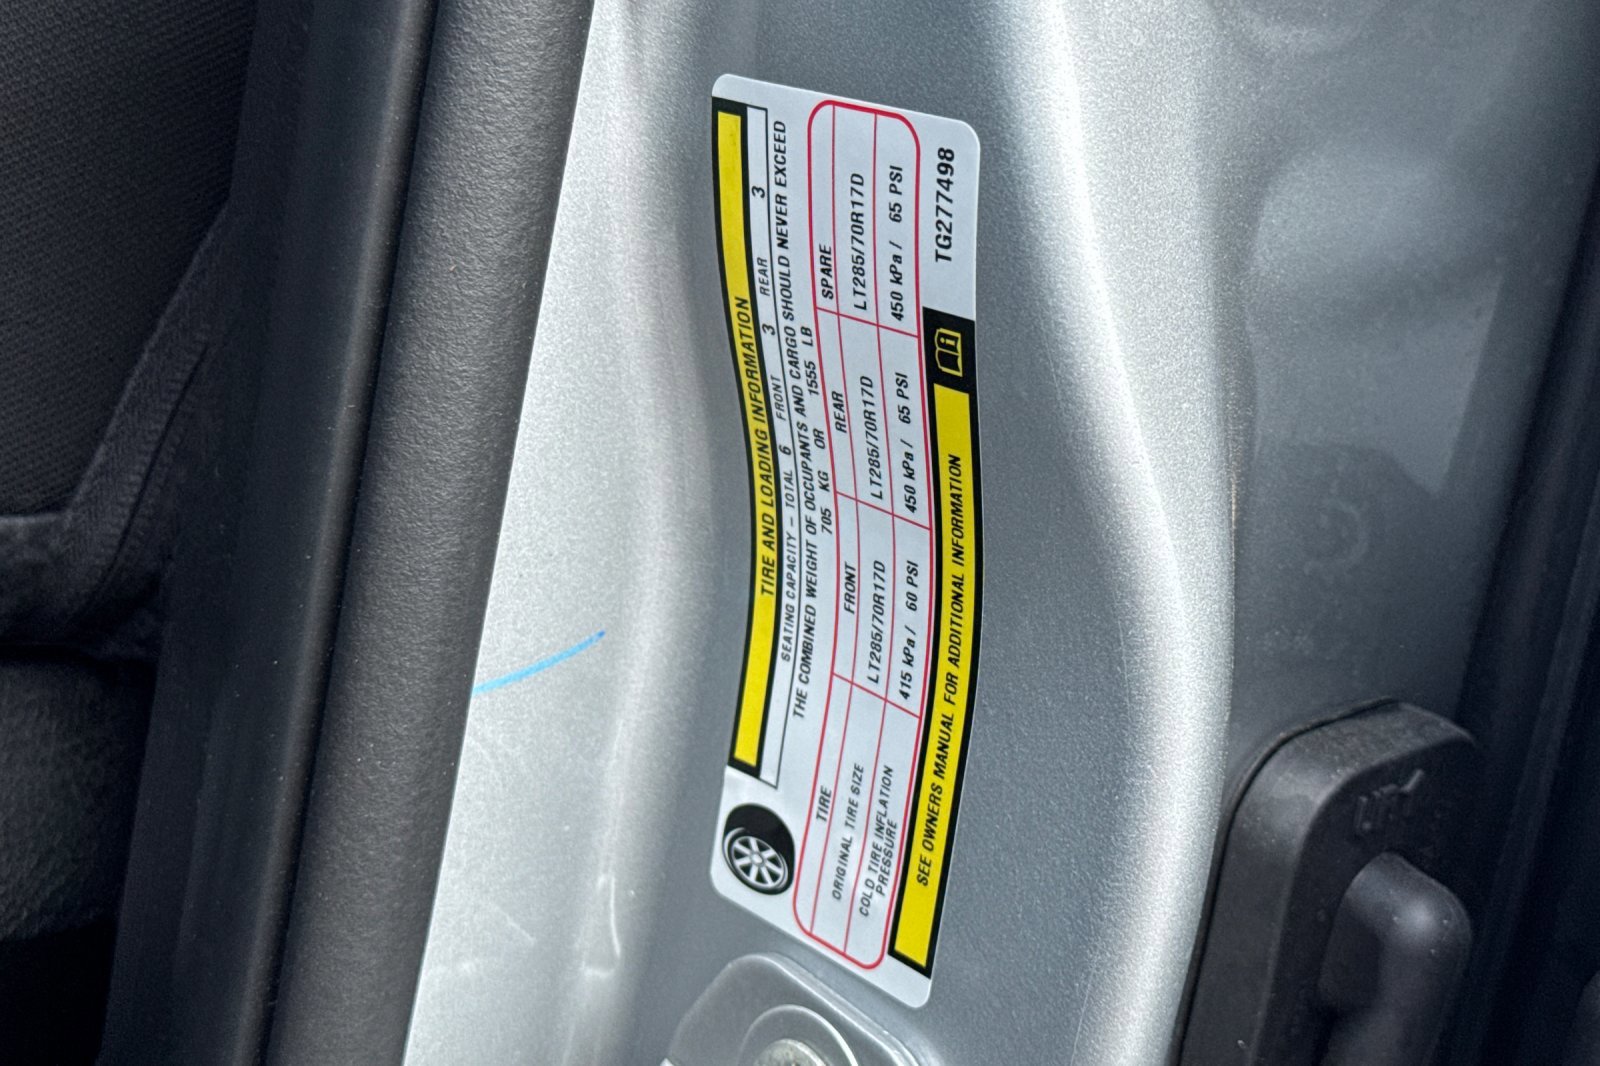 TIRE AND LOADING INFORMATION
SEATING CAPACITY – TOTAL 6 FRONT 3 REAR 3
THE COMBINED WEIGHT OF OCCUPANTS AND CARGO SHOULD NEVER EXCEED
705 KG OR 1555 LB
TIRE FRONT REAR SPARE
ORIGINAL TIRE SIZE LT285/70R17D LT285/70R17D LT285/70R17D
COLD TIRE INFLATION
PRESSURE 415 kPa / 60 PSI 450 kPa / 65 PSI 450 kPa / 65 PSI
SEE OWNERS MANUAL FOR ADDITIONAL INFORMATION
TG277498